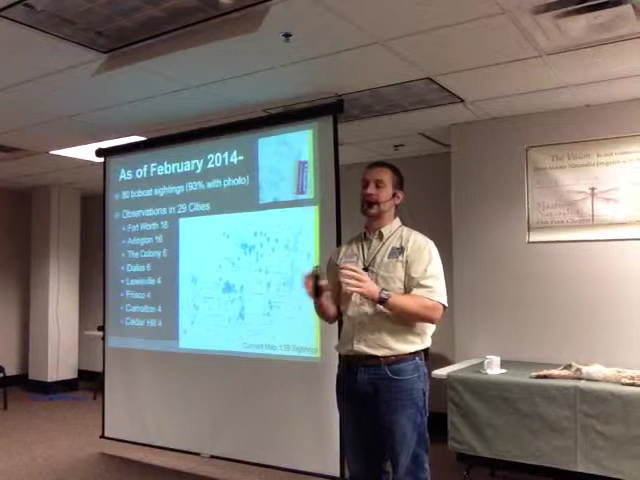 As of February 2014-
80 bobcat sightings (93% with photo)
Observations in 29 Cities
Fort Worth 18
Arlington 16
The Colony 6
Dallas 6
Lewisville 4
Frisco 4
Carrollton 4
Cedar Hill 4
Current Map: 139 Sightings
The Vision: